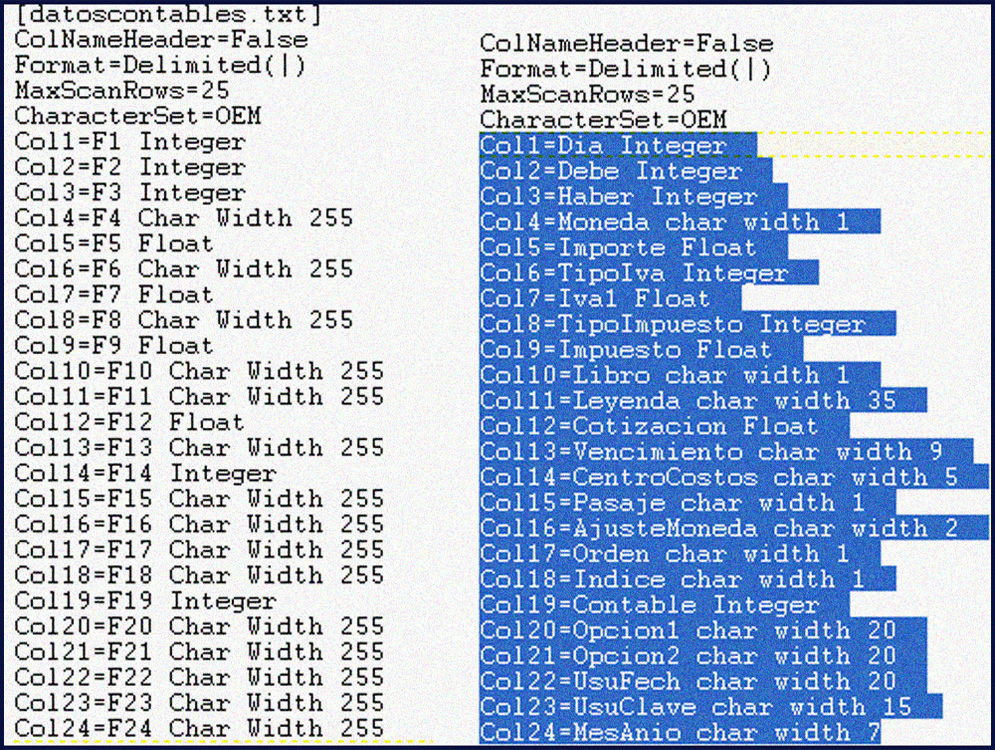 [datoscontables.txt]
ColNameHeader=False
Format=Delimited(|)
MaxScanRows=25
CharacterSet=OEM
Col1=F1 Integer
Col2=F2 Integer
Col3=F3 Integer
Col4=F4 Char Width 255
Col5=F5 Float
Col6=F6 Char Width 255
Col7=F7 Float
Col8=F8 Char Width 255
Col9=F9 Float
Col10=F10 Char Width 255
Col11=F11 Char Width 255
Col12=F12 Float
Col13=F13 Char Width 255
Col14=F14 Integer
Col15=F15 Char Width 255
Col16=F16 Char Width 255
Col17=F17 Char Width 255
Col18=F18 Char Width 255
Col19=F19 Integer
Col20=F20 Char Width 255
Col21=F21 Char Width 255
Col22=F22 Char Width 255
Col23=F23 Char Width 255
Col24=F24 Char Width 255
ColNameHeader=False
Format=Delimited(|)
MaxScanRows=25
CharacterSet=OEM
Col1=Dia Integer
Col2=Debe Integer
Col3=Haber Integer
Col4=Moneda char width 1
Col5=Importe Float
Col6=TipoIva Integer
Col7=Iva1 Float
Col8=TipoImpuesto Integer
Col9=Impuesto Float
Col10=Libro char width 1
Col11=Leyenda char width 35
Col12=Cotizacion Float
Col13=Vencimiento char width 9
Col14=CentroCostos char width 5
Col15=Pasaje char width 1
Col16=AjusteMoneda char width 2
Col17=Orden char width 1
Col18=Indice char width 1
Col19=Contable Integer
Col20=Opcion1 char width 20
Col21=Opcion2 char width 20
Col22=UsuFech char width 20
Col23=UsuClave char width 15
Col24=MesAnio char width 7